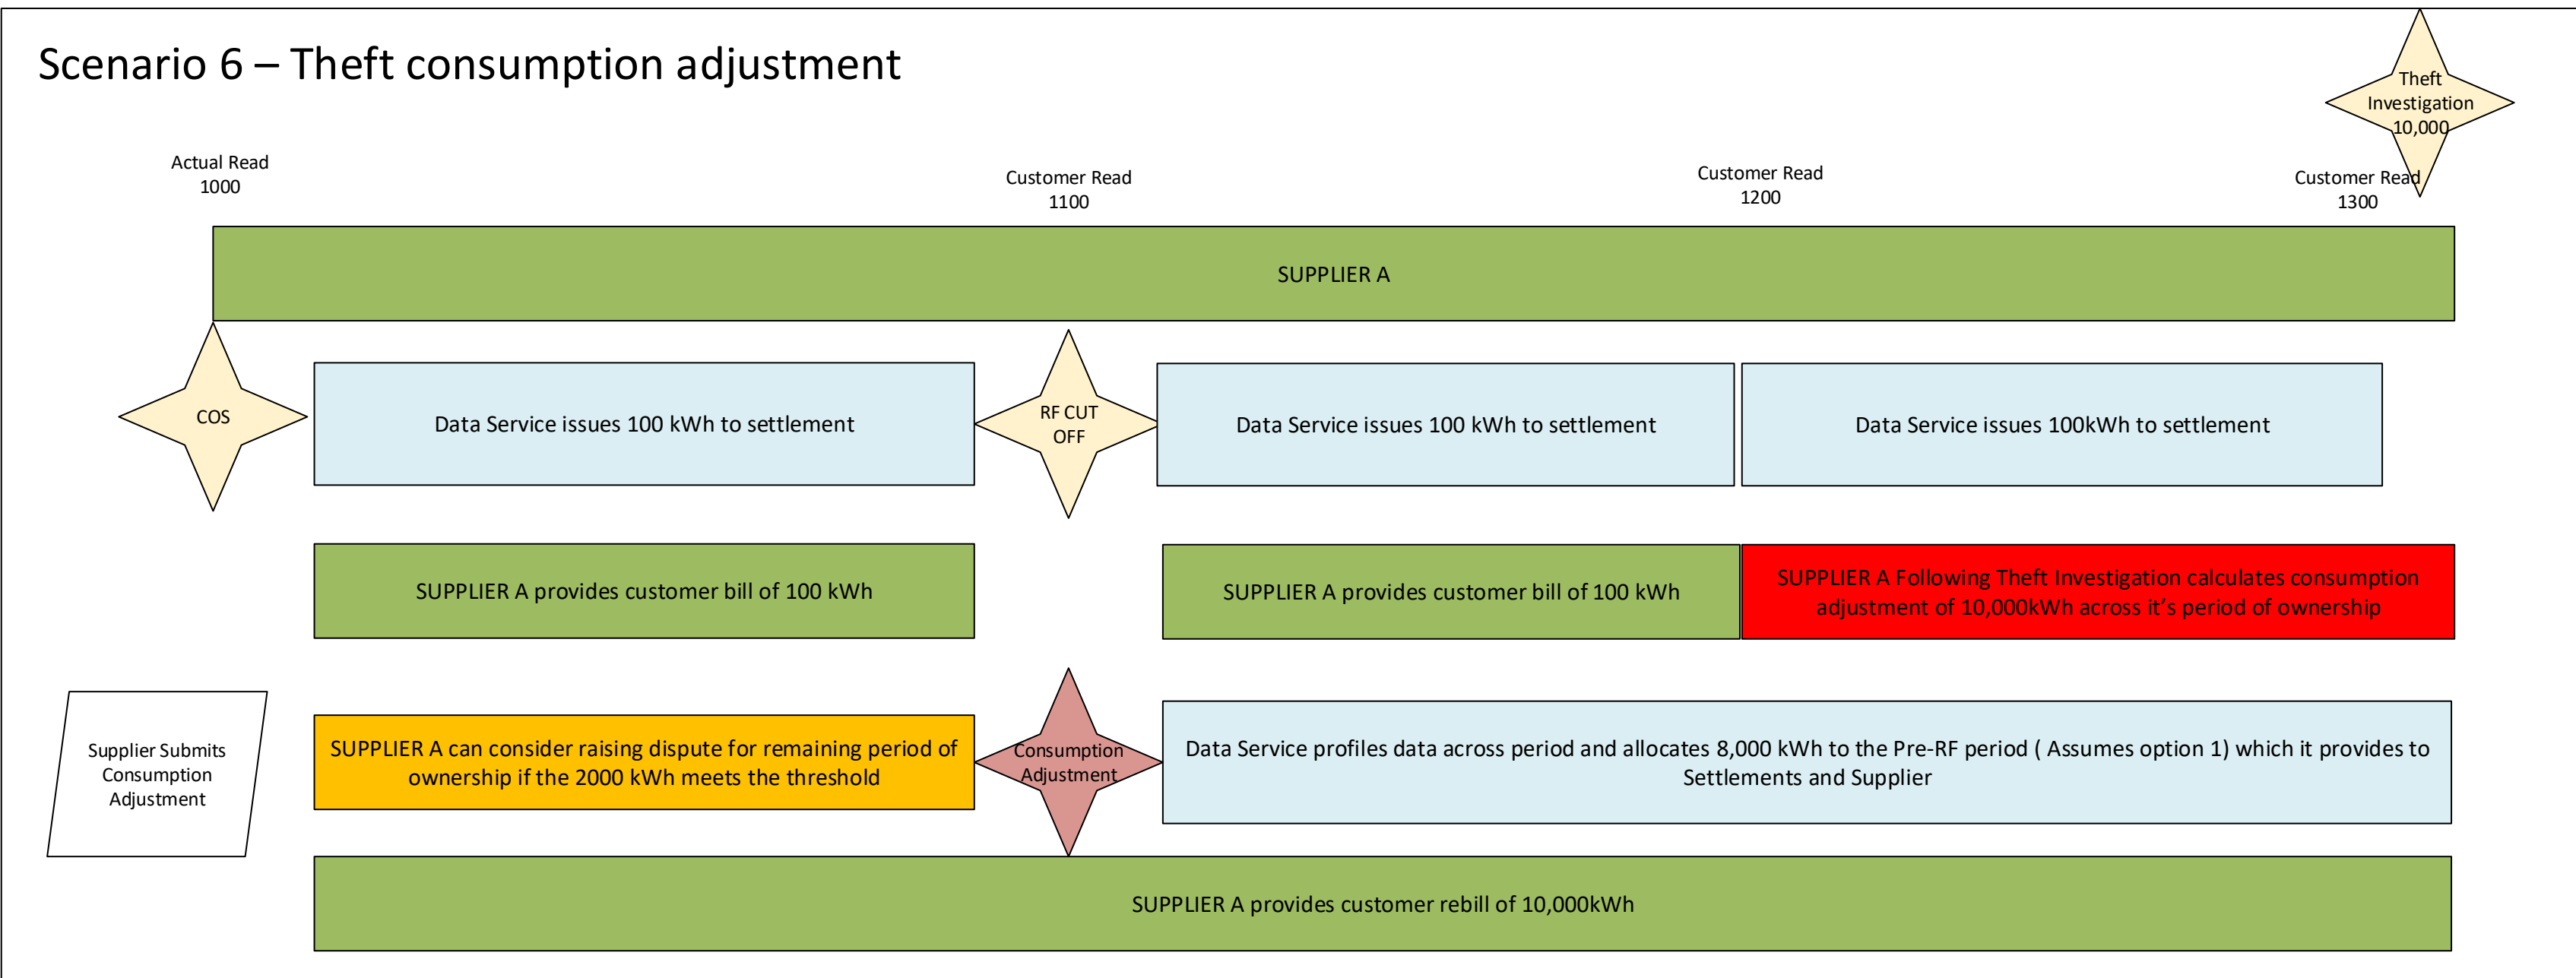 Scenario 6 – Theft consumption adjustment
Theft
Investigation
10,000
Actual Read
1000
Customer Read
1100
Customer Read
1200
Customer Read
1300
SUPPLIER A
COS
Data Service issues 100 kWh to settlement
RF CUT
OFF
Data Service issues 100 kWh to settlement
Data Service issues 100kWh to settlement
SUPPLIER A provides customer bill of 100 kWh
SUPPLIER A provides customer bill of 100 kWh
SUPPLIER A Following Theft Investigation calculates consumption
adjustment of 10,000kWh across it's period of ownership
Supplier Submits
Consumption
Adjustment
SUPPLIER A can consider raising dispute for remaining period of
ownership if the 2000 kWh meets the threshold
Consumption
Adjustment
Data Service profiles data across period and allocates 8,000 kWh to the Pre-RF period ( Assumes option 1) which it provides to
Settlements and Supplier
SUPPLIER A provides customer rebill of 10,000kWh